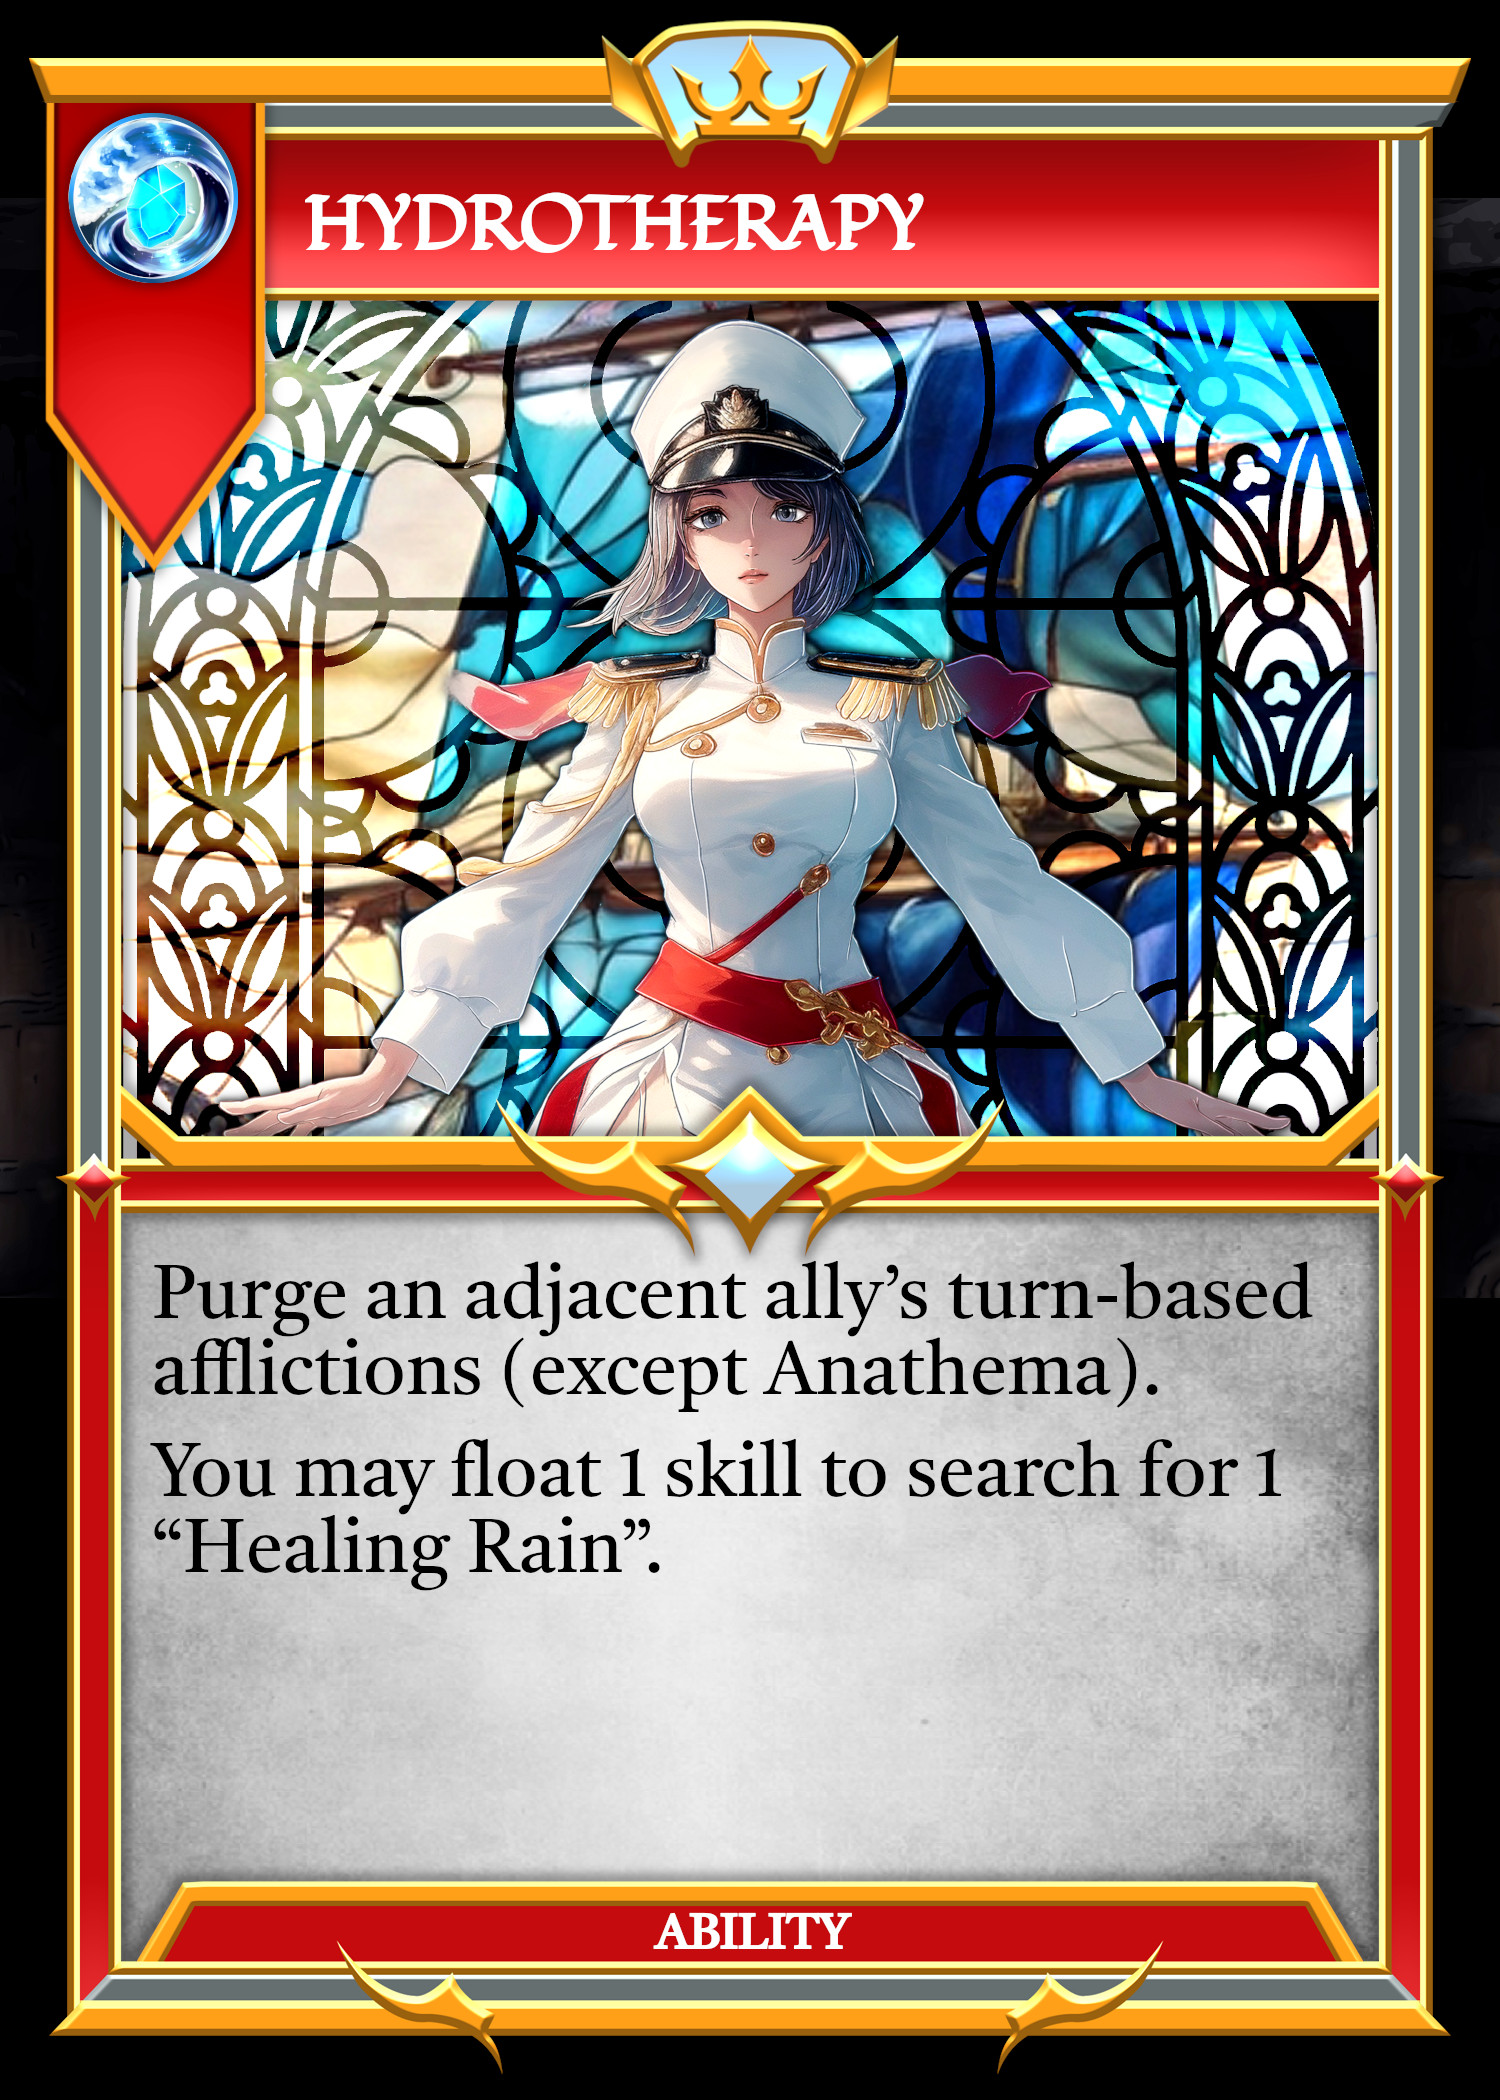 HYDROTHERAPY
Purge an adjacent ally’s turn-based
afflictions (except Anathema).
You may float 1 skill to search for 1
“Healing Rain”.
ABILITY